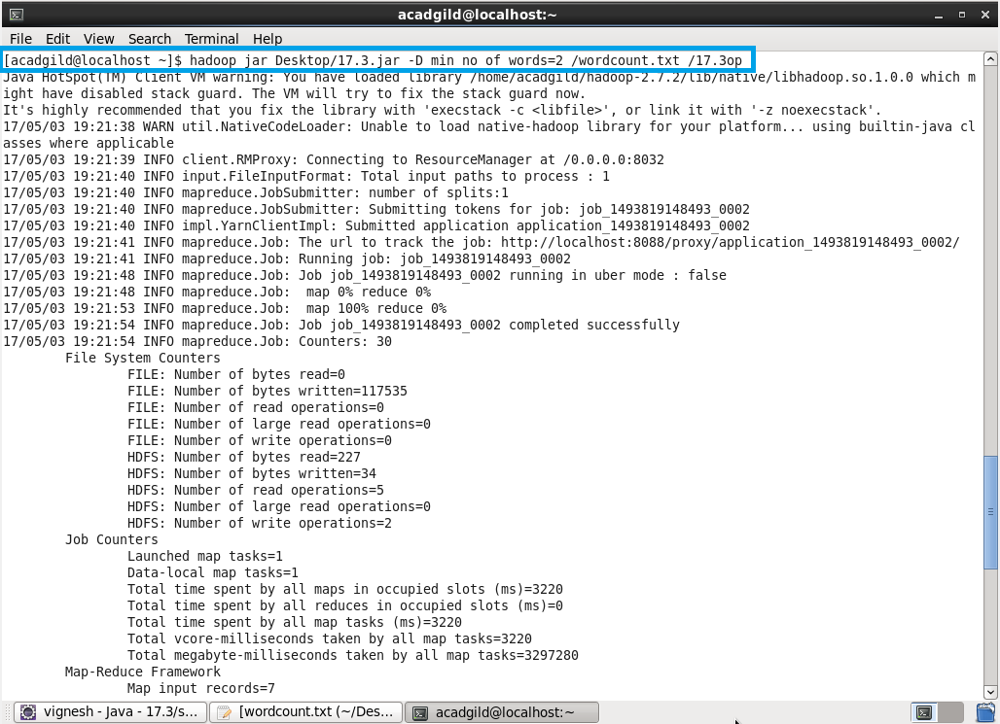 acadgild@localhost:~
File Edit View Search Terminal Help
[acadgild@localhost ~]$ hadoop jar Desktop/17.3.jar -D min no of words=2 /wordcount.txt /17.3op
Java HotSpot(TM) Client VM warning: You have loaded library /home/acadgild/hadoop-2.7.2/lib/native/libhadoop.so.1.0.0 which m
ight have disabled stack guard. The VM will try to fix the stack guard now.
It's highly recommended that you fix the library with 'execstack -c <libfile>', or link it with '-z noexecstack'.
17/05/03 19:21:38 WARN util.NativeCodeLoader: Unable to load native-hadoop library for your platform... using builtin-java cl
asses where applicable
17/05/03 19:21:39 INFO client.RMProxy: Connecting to ResourceManager at /0.0.0.0:8032
17/05/03 19:21:40 INFO input.FileInputFormat: Total input paths to process : 1
17/05/03 19:21:40 INFO mapreduce.JobSubmitter: number of splits:1
17/05/03 19:21:40 INFO mapreduce.JobSubmitter: Submitting tokens for job: job_1493819148493_0002
17/05/03 19:21:40 INFO impl.YarnClientImpl: Submitted application application_1493819148493_0002
17/05/03 19:21:41 INFO mapreduce.Job: The url to track the job: http://localhost:8088/proxy/application_1493819148493_0002/
17/05/03 19:21:41 INFO mapreduce.Job: Running job: job_1493819148493_0002
17/05/03 19:21:48 INFO mapreduce.Job: Job job_1493819148493_0002 running in uber mode : false
17/05/03 19:21:48 INFO mapreduce.Job:  map 0% reduce 0%
17/05/03 19:21:53 INFO mapreduce.Job:  map 100% reduce 0%
17/05/03 19:21:54 INFO mapreduce.Job: Job job_1493819148493_0002 completed successfully
17/05/03 19:21:54 INFO mapreduce.Job: Counters: 30
File System Counters
FILE: Number of bytes read=0
FILE: Number of bytes written=117535
FILE: Number of read operations=0
FILE: Number of large read operations=0
FILE: Number of write operations=0
HDFS: Number of bytes read=227
HDFS: Number of bytes written=34
HDFS: Number of read operations=5
HDFS: Number of large read operations=0
HDFS: Number of write operations=2
Job Counters
Launched map tasks=1
Data-local map tasks=1
Total time spent by all maps in occupied slots (ms)=3220
Total time spent by all reduces in occupied slots (ms)=0
Total time spent by all map tasks (ms)=3220
Total vcore-milliseconds taken by all map tasks=3220
Total megabyte-milliseconds taken by all map tasks=3297280
Map-Reduce Framework
Map input records=7
vignesh - Java - 17.3/s... [wordcount.txt (~/Des... acadgild@localhost:~